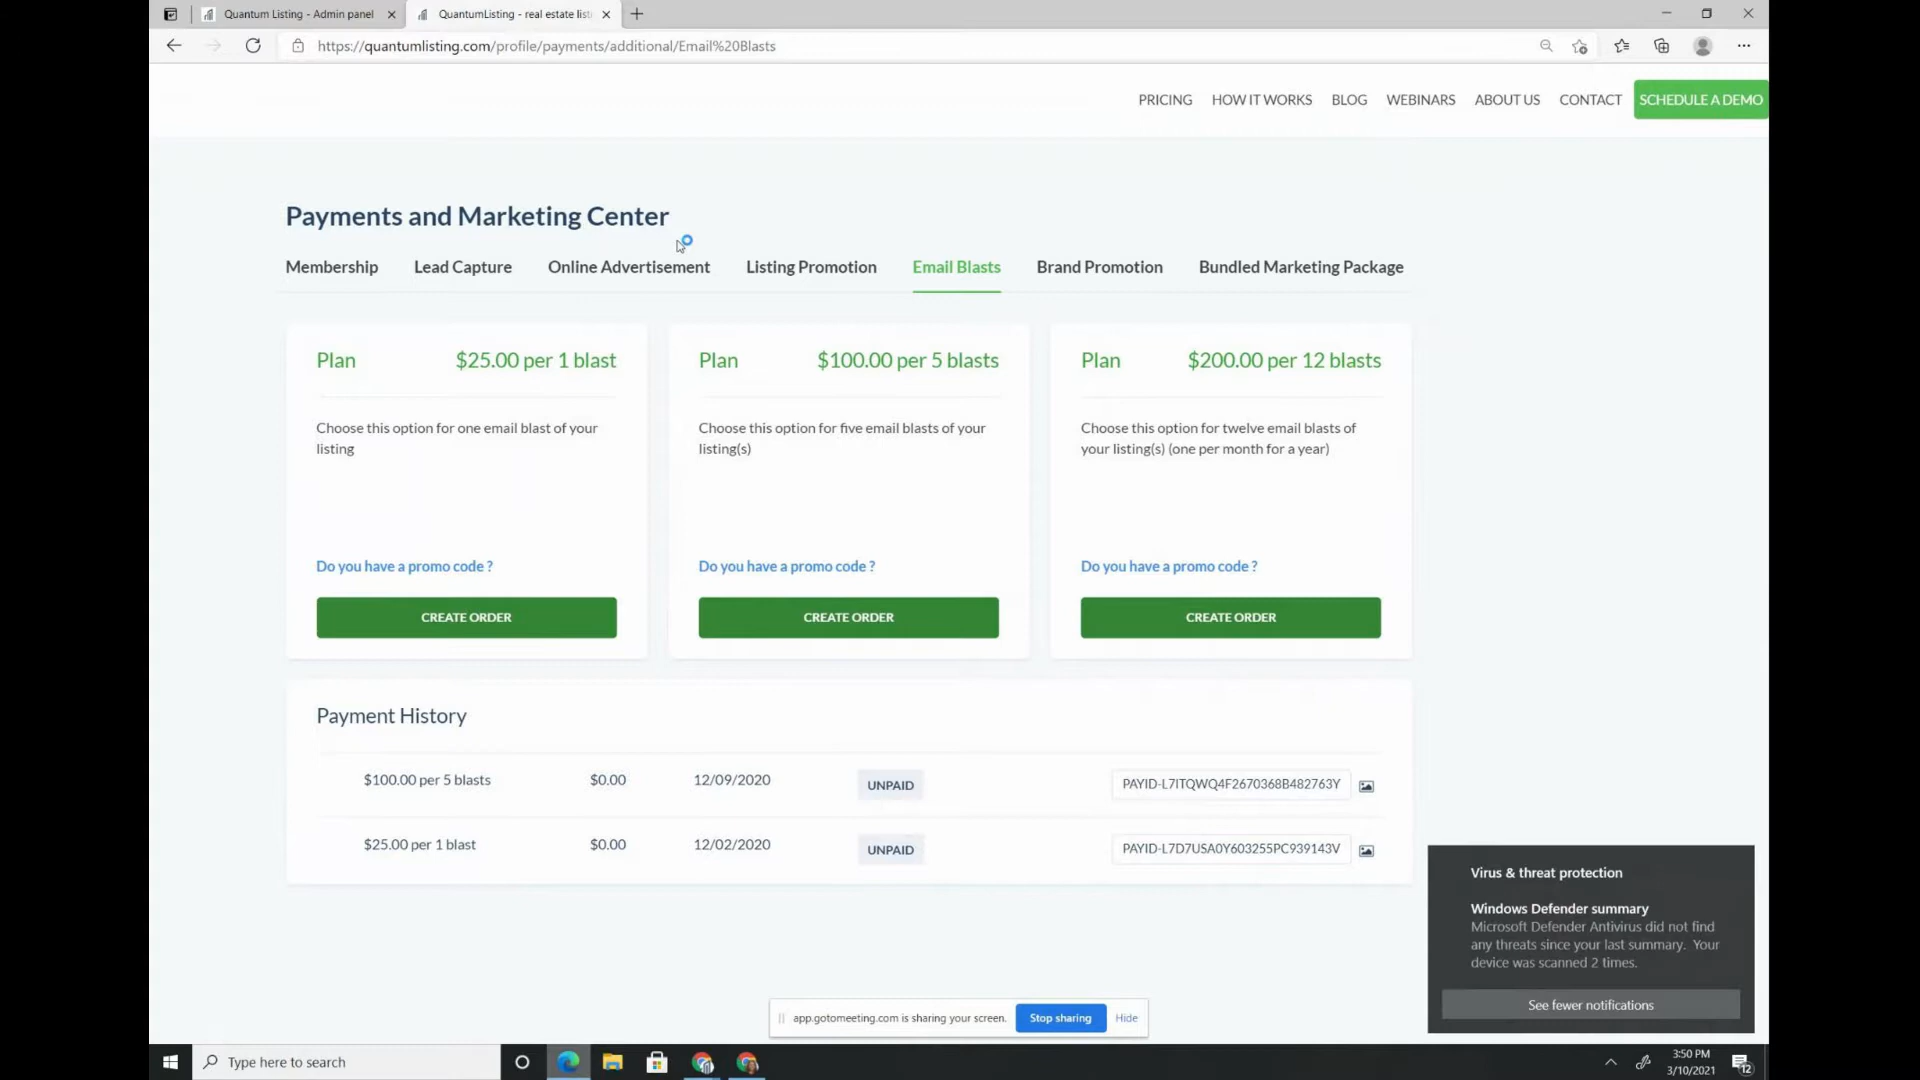 Quantum Listing - Admin panel
QuantumListing - real estate listi
https://quantumlisting.com/profile/payments/additional/Email%20Blasts
PRICING HOW IT WORKS BLOG WEBINARS ABOUT US CONTACT SCHEDULE A DEMO
Payments and Marketing Center
Membership Lead Capture Online Advertisement Listing Promotion Email Blasts Brand Promotion Bundled Marketing Package
Plan $25.00 per 1 blast
Choose this option for one email blast of your
listing
Do you have a promo code ?
CREATE ORDER
Plan $100.00 per 5 blasts
Choose this option for five email blasts of your
listing(s)
Do you have a promo code ?
CREATE ORDER
Plan $200.00 per 12 blasts
Choose this option for twelve email blasts of
your listing(s) (one per month for a year)
Do you have a promo code ?
CREATE ORDER
Payment History
$100.00 per 5 blasts $0.00 12/09/2020 UNPAID PAYID-L7ITQWQ4F2670368B482763Y
$25.00 per 1 blast $0.00 12/02/2020 UNPAID PAYID-L7D7USA0Y603255PC939143V
Virus & threat protection
Windows Defender summary
Microsoft Defender Antivirus did not find
any threats since your last summary. Your
device was scanned 2 times.
See fewer notifications
app.gotomeeting.com is sharing your screen. Stop sharing Hide
Type here to search
3:50 PM
3/10/2021
12